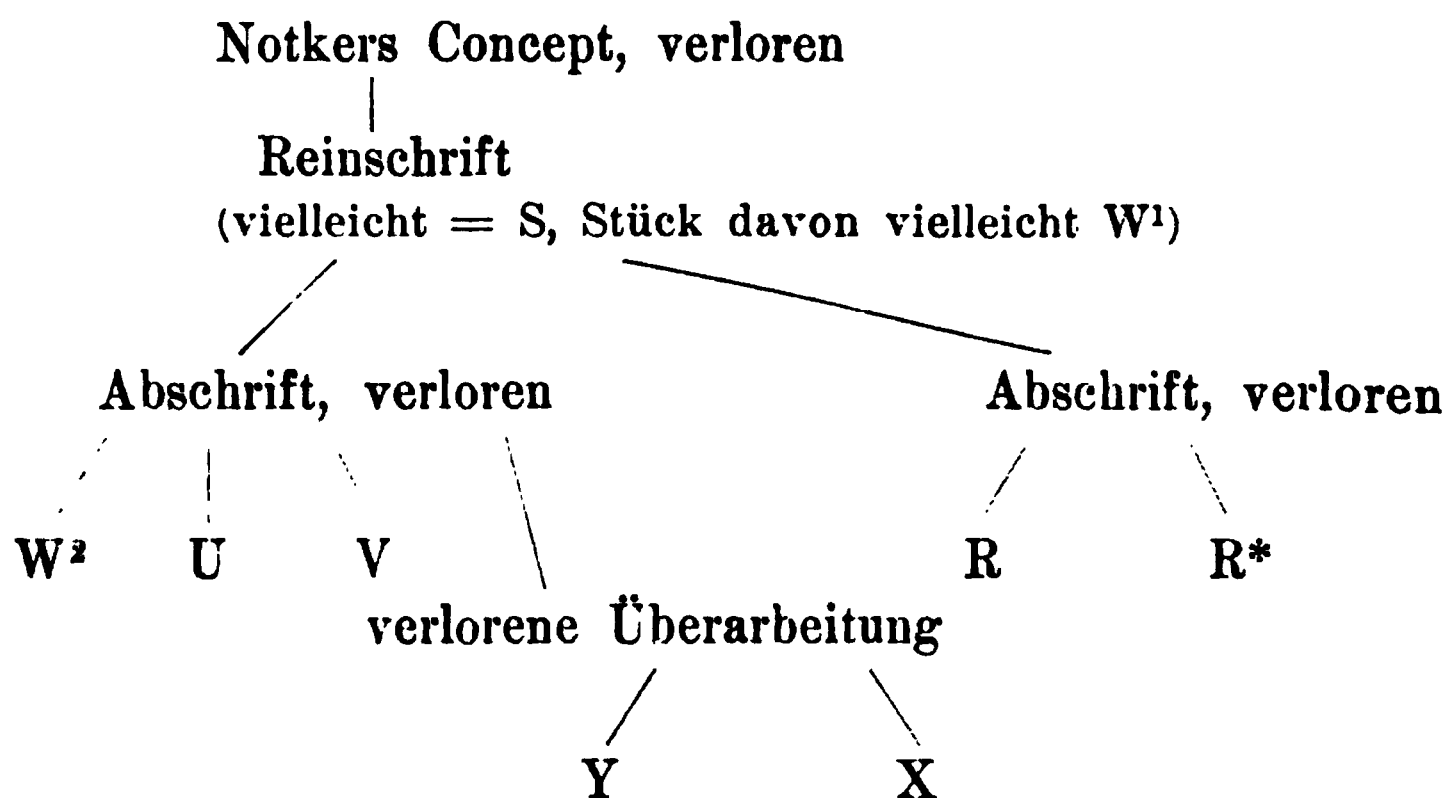 Notkers Concept, verloren
Reinschrift
(vielleicht = S, Stück davon vielleicht W¹)
Abschrift, verloren Abschrift, verloren
W² U V R R*
verlorene Überarbeitung
Y X